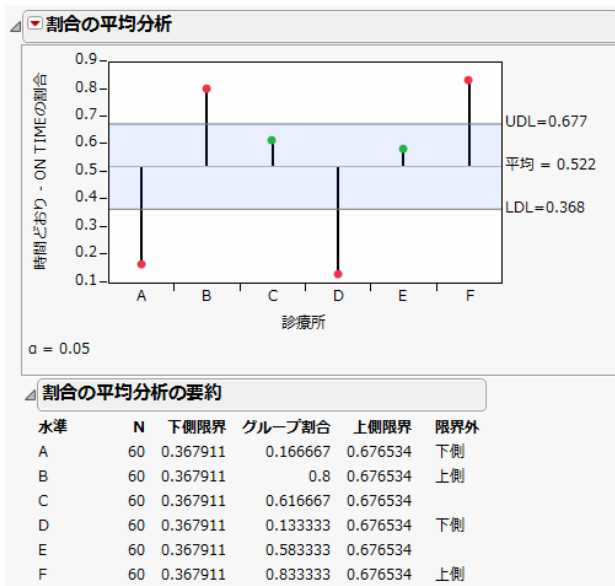 割合の平均分析
時間どおり - ON TIMEの割合
0.9
0.8
0.7
0.6
0.5
0.4
0.3
0.2
0.1
UDL=0.677
平均 = 0.522
LDL=0.368
A B C D E F
診療所
α = 0.05
割合の平均分析の要約
水準 N 下側限界 グループ割合 上側限界 限界外
A 60 0.367911 0.166667 0.676534 下側
B 60 0.367911 0.8 0.676534 上側
C 60 0.367911 0.616667 0.676534
D 60 0.367911 0.133333 0.676534 下側
E 60 0.367911 0.583333 0.676534
F 60 0.367911 0.833333 0.676534 上側